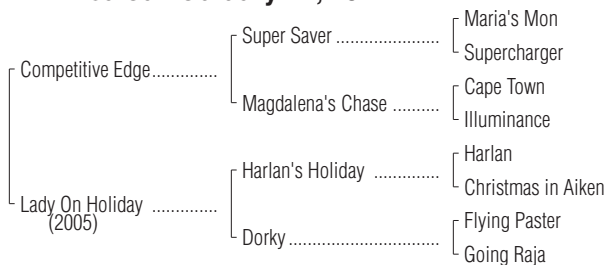 Maria's Mon
Super Saver ....................
Supercharger
Competitive Edge..............
Cape Town
Magdalena's Chase ..........
Illuminance
Harlan
Harlan's Holiday ..............
Christmas in Aiken
Lady On Holiday ..............
(2005)
Flying Paster
Dorky................................
Going Raja